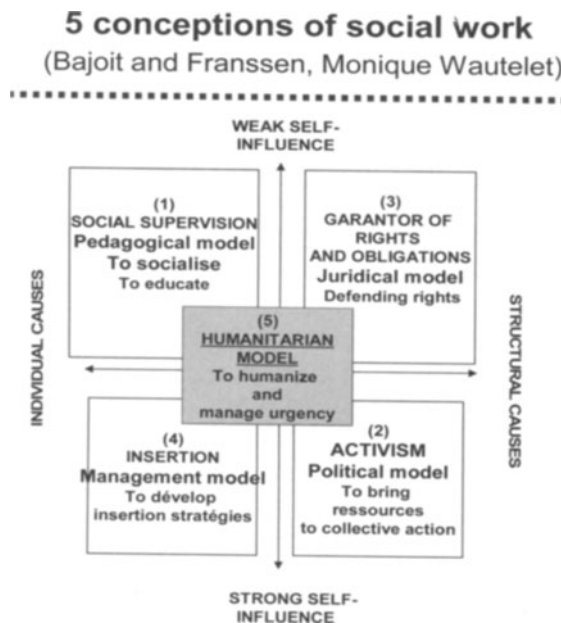 5 conceptions of social work
(Bajoit and Franssen, Monique Wautelet)
WEAK SELF-
INFLUENCE
(1)
SOCIAL SUPERVISION
Pedagogical model
To socialise
To educate
(3)
GARANTOR OF
RIGHTS
AND OBLIGATIONS
Juridical model
Defending rights
INDIVIDUAL CAUSES
(5)
HUMANITARIAN
MODEL
To humanize
and
manage urgency
STRUCTURAL CAUSES
(4)
INSERTION
Management model
To dévelop
insertion stratégies
(2)
ACTIVISM
Political model
To bring
ressources
to collective action
STRONG SELF-
INFLUENCE